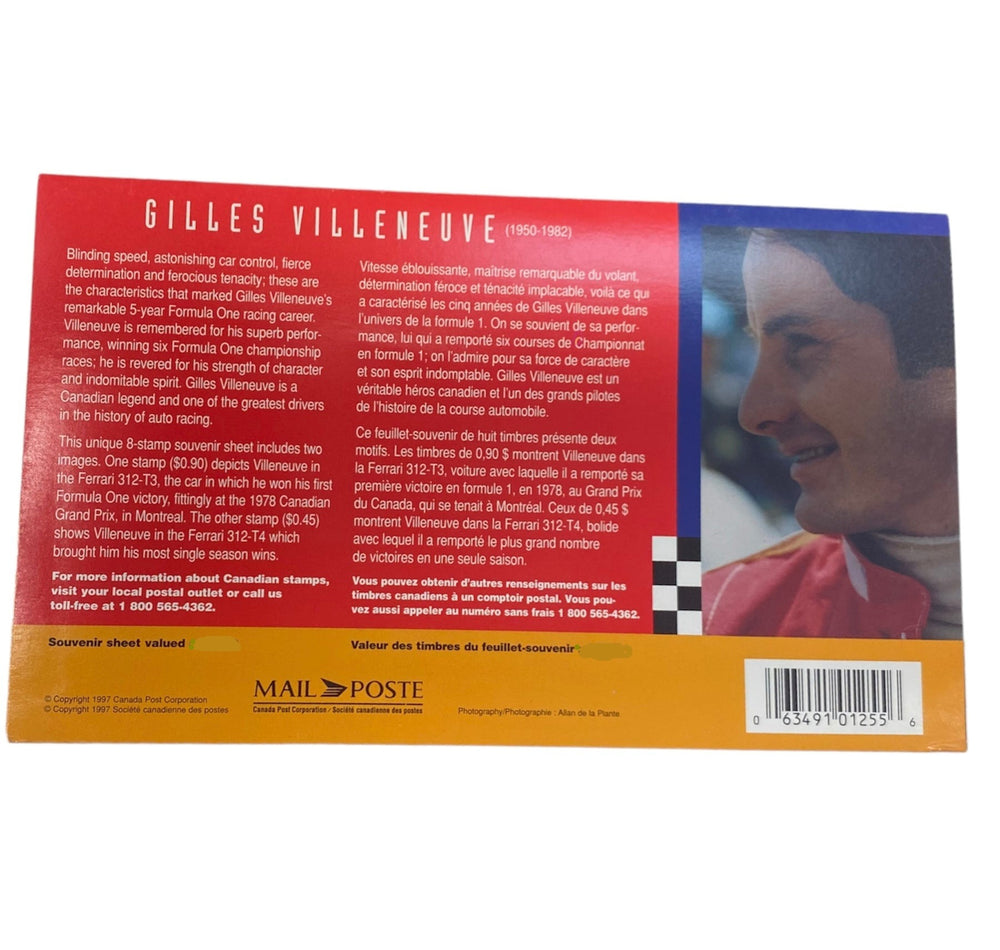 GILLES VILLENEUVE (1950-1982)
Blinding speed, astonishing car control, fierce
determination and ferocious tenacity; these are
the characteristics that marked Gilles Villeneuve's
remarkable 5-year Formula One racing career.
Villeneuve is remembered for his superb perfor-
mance, winning six Formula One championship
races; he is revered for his strength of character
and indomitable spirit. Gilles Villeneuve is a
Canadian legend and one of the greatest drivers
in the history of auto racing.
This unique 8-stamp souvenir sheet includes two
images. One stamp ($0.90) depicts Villeneuve in
the Ferrari 312-T3, the car in which he won his first
Formula One victory, fittingly at the 1978 Canadian
Grand Prix, in Montreal. The other stamp ($0.45)
shows Villeneuve in the Ferrari 312-T4 which
brought him his most single season wins.
For more information about Canadian stamps,
visit your local postal outlet or call us
toll-free at 1 800 565-4362.
Vitesse éblouissante, maîtrise remarquable du volant,
détermination féroce et ténacité implacable, voilà ce qui
a caractérisé les cinq années de Gilles Villeneuve dans
l'univers de la formule 1. On se souvient de sa perfor-
mance, lui qui a remporté six courses de Championnat
en formule 1; on l'admire pour sa force de caractère
et son esprit indomptable. Gilles Villeneuve est un
véritable héros canadien et l'un des grands pilotes
de l'histoire de la course automobile.
Ce feuillet-souvenir de huit timbres présente deux
motifs. Les timbres de 0,90 $ montrent Villeneuve dans
la Ferrari 312-T3, voiture avec laquelle il a remporté sa
première victoire en formule 1, en 1978, au Grand Prix
du Canada, qui se tenait à Montréal. Ceux de 0,45 $
montrent Villeneuve dans la Ferrari 312-T4, bolide
avec lequel il a remporté le plus grand nombre
de victoires en une seule saison.
Vous pouvez obtenir d'autres renseignements sur les
timbres canadiens à un comptoir postal. Vous pou-
vez aussi appeler au numéro sans frais 1 800 565-4362.
Souvenir sheet valued
Valeur des timbres du feuillet-souvenir
© Copyright 1997 Canada Post Corporation
© Copyright 1997 Société canadienne des postes
MAIL POSTE
Canada Post Corporation / Société canadienne des postes
Photography/Photographie : Allan de la Plante
0 63491 01255 6